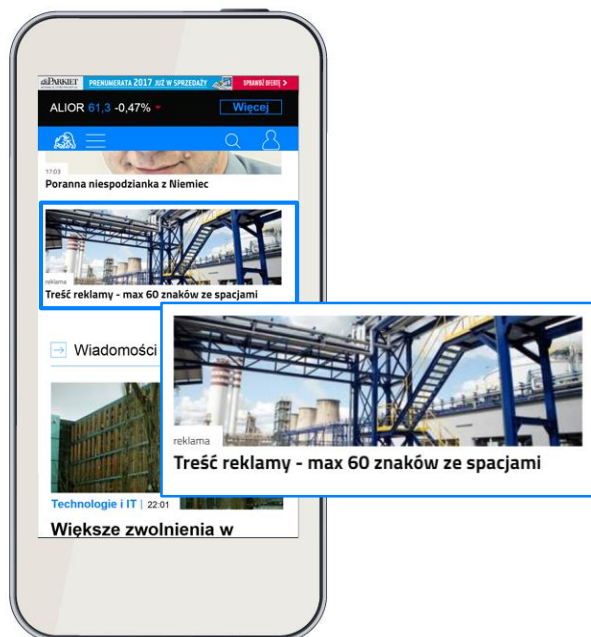 PARKIET PRENUMERATA 2017 JUŻ W SPRZEDAŻY SPRAWDŹ OFERTĘ >
ALIOR 61,3 -0,47% Więcej
17:03
Poranna niespodzianka z Niemiec
reklama
Treść reklamy - max 60 znaków ze spacjami
reklama
Treść reklamy - max 60 znaków ze spacjami
Wiadomości
Technologie i IT | 22:01
Większe zwolnienia w